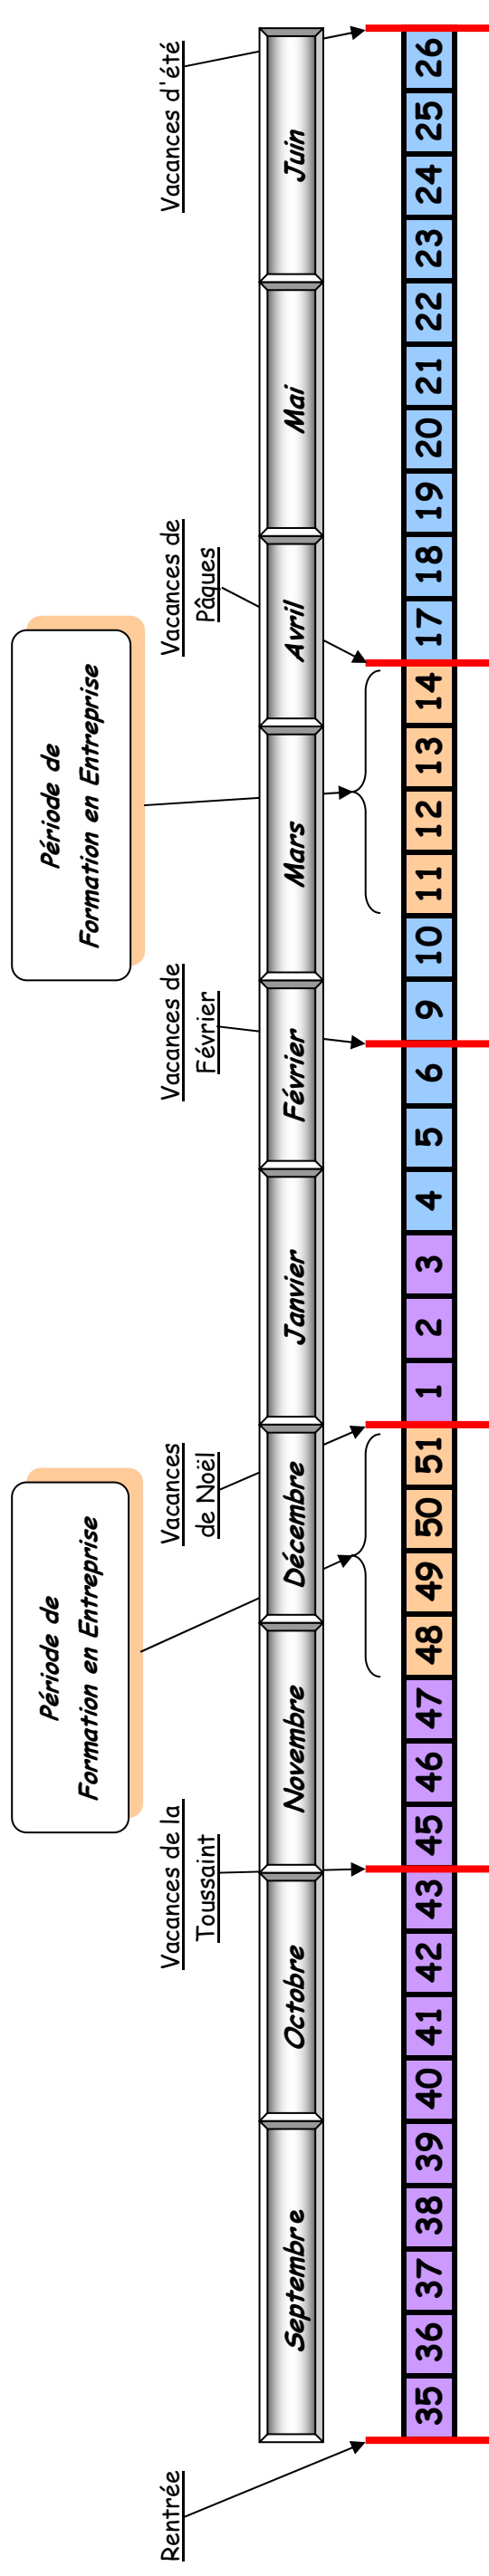 Période de
Formation en Entreprise
Période de
Formation en Entreprise
Rentrée
Vacances de la
Toussaint
Vacances
de Noël
Vacances de
Février
Vacances de
Pâques
Vacances d'été
Septembre
Octobre
Novembre
Décembre
Janvier
Février
Mars
Avril
Mai
Juin
35 36 37 38 39 40 41 42 43 45 46 47 48 49 50 51 1 2 3 4 5 6 9 10 11 12 13 14 17 18 19 20 21 22 23 24 25 26